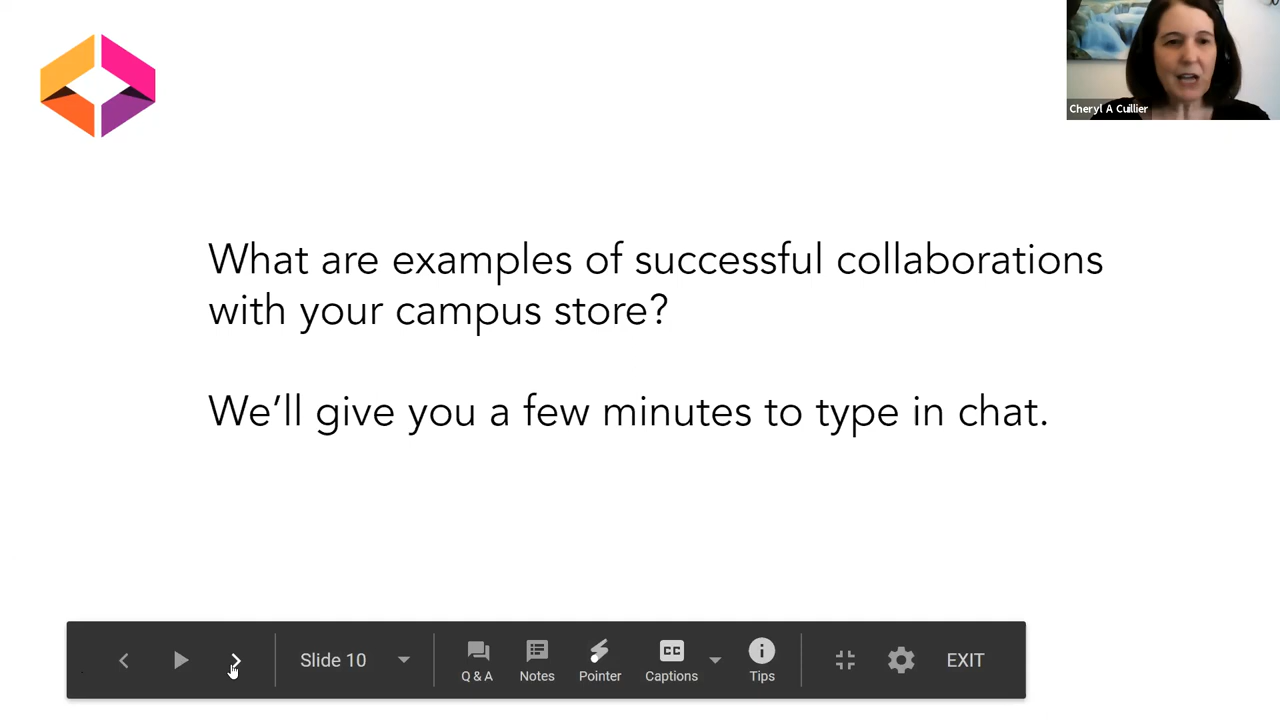 Cheryl A Cuillier
What are examples of successful collaborations
with your campus store?
We’ll give you a few minutes to type in chat.
Slide 10
Q & A
Notes
Pointer
CC
Captions
Tips
EXIT